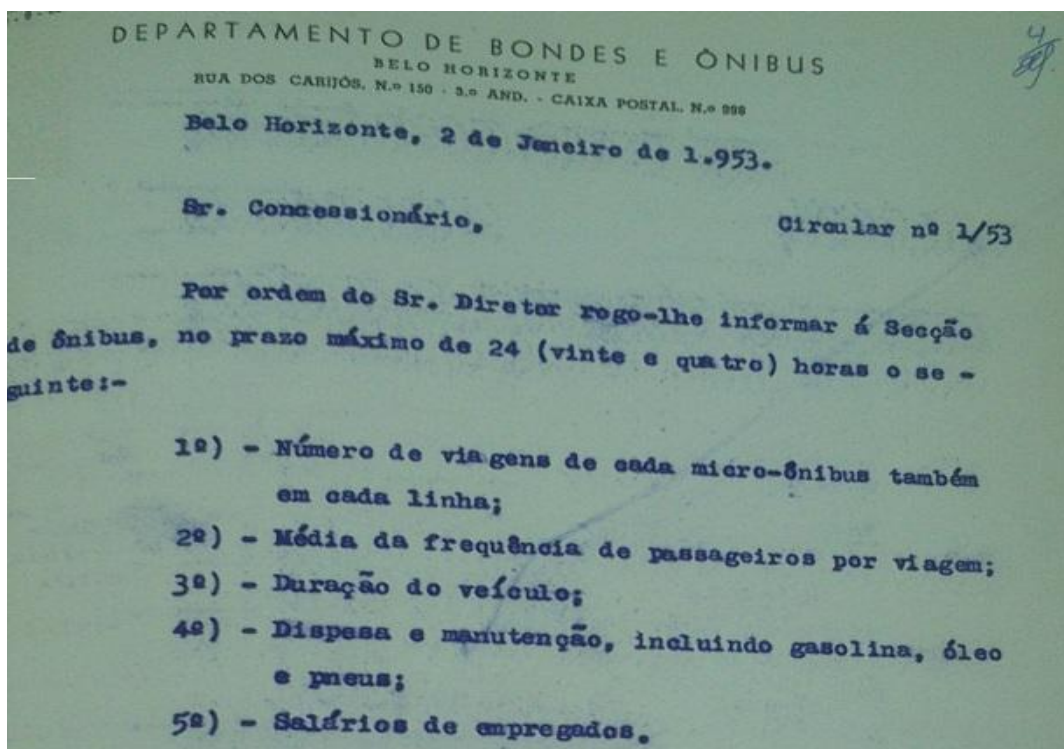 DEPARTAMENTO DE BONDES E ÔNIBUS
BELO HORIZONTE
RUA DOS CARIJÓS, N.º 150 - 3.º AND. - CAIXA POSTAL, N.º 998
4
Belo Horizonte, 2 de Janeiro de 1.953.
Sr. Concessionário,
Circular nº 1/53
Por ordem do Sr. Diretor rogo-lhe informar á Secção
de ônibus, no prazo máximo de 24 (vinte e quatro) horas o se -
guinte:-
1º) - Número de viagens de cada micro-ônibus também
em cada linha;
2º) - Média da frequência de passageiros por viagem;
3º) - Duração do veículo;
4º) - Dispesa e manutenção, incluindo gasolina, óleo
e pneus;
5º) - Salários de empregados.